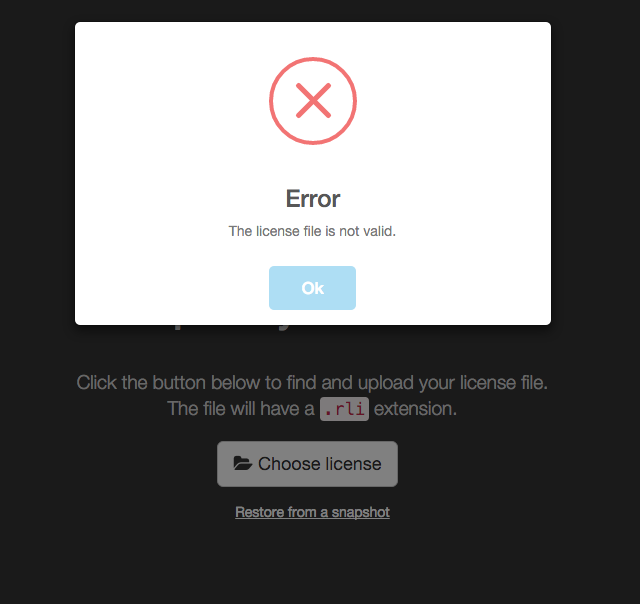 Error
The license file is not valid.
Ok
Click the button below to find and upload your license file.
The file will have a .rli extension.
Choose license
Restore from a snapshot